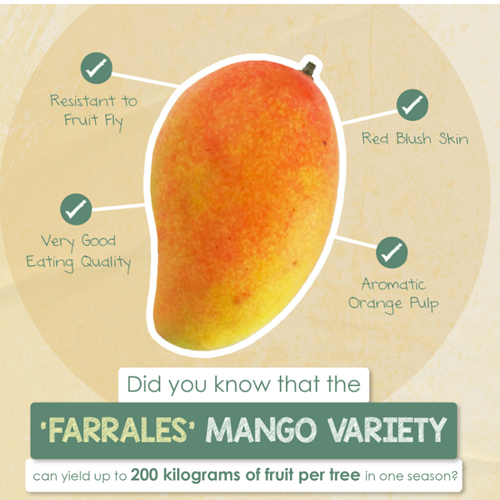 Resistant to
Fruit Fly
Red Blush Skin
Very Good
Eating Quality
Aromatic
Orange Pulp
Did you know that the
'FARRALES' MANGO VARIETY
can yield up to 200 kilograms of fruit per tree in one season?